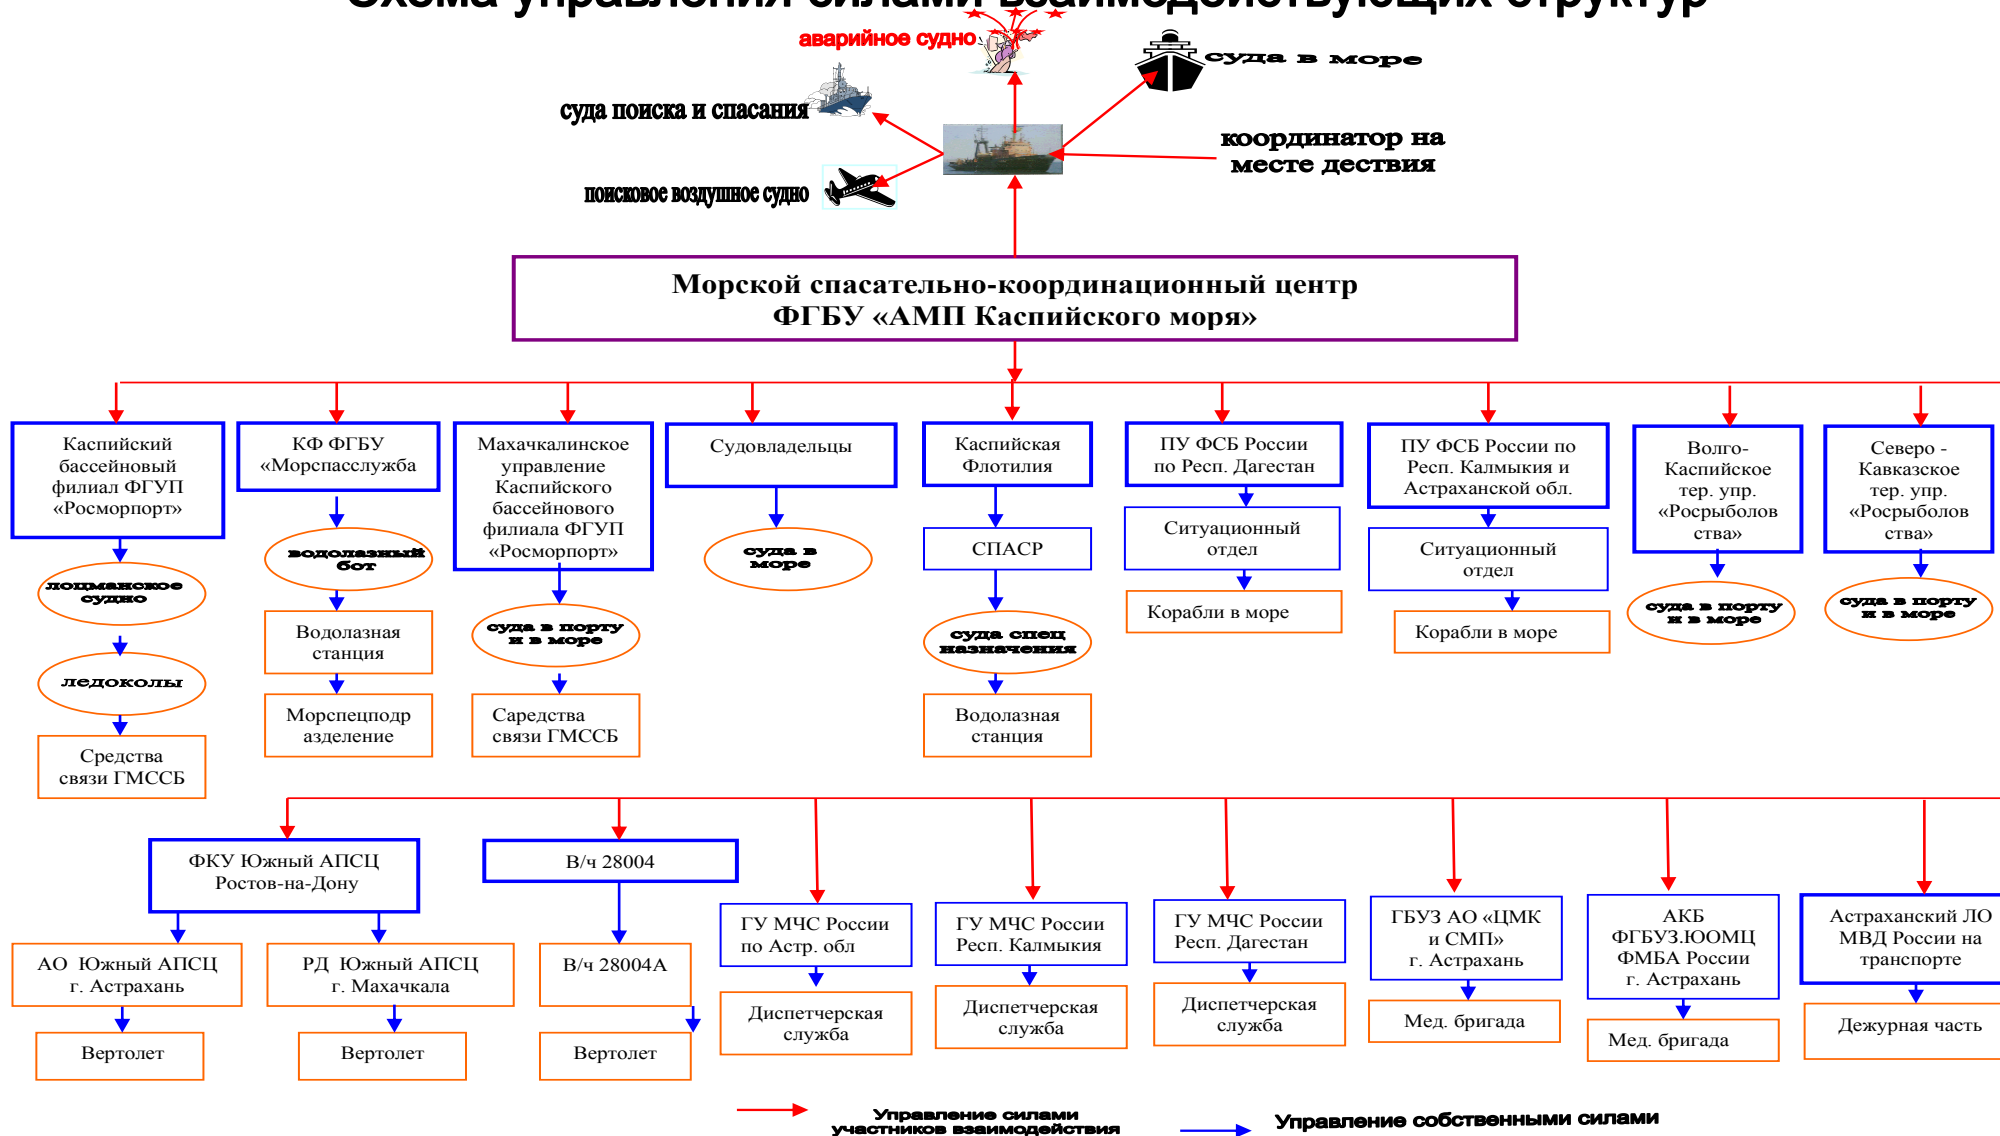 Схема управления силами взаимодействующих структур
аварийное судно
суда в море
суда поиска и спасания
координатор на
месте дествия
поисковое воздушное судно
Морской спасательно-координационный центр
ФГБУ «АМП Каспийского моря»
Каспийский
бассейновый
филиал ФГУП
«Росморпорт»
лоцманское
судно
ледоколы
Средства
связи ГМССБ
КФ ФГБУ
«Морспасслужба
водолазный
бот
Водолазная
станция
Морспецподр
азделение
Махачкалинское
управление
Каспийского
бассейнового
филиала ФГУП
«Росморпорт»
суда в порту
и в море
Саредства
связи ГМССБ
Судовладельцы
суда в
море
Каспийская
Флотилия
СПАСР
суда спец
назначения
Водолазная
станция
ПУ ФСБ России
по Респ. Дагестан
Ситуационный
отдел
Корабли в море
ПУ ФСБ России по
Респ. Калмыкия и
Астраханской обл.
Ситуационный
отдел
Корабли в море
Волго-
Каспийское
тер. упр.
«Росрыболов
ства»
суда в порту
и в море
Северо -
Кавказское
тер. упр.
«Росрыболов
ства»
суда в порту
и в море
ФКУ Южный АПСЦ
Ростов-на-Дону
АО Южный АПСЦ
г. Астрахань
Вертолет
РД Южный АПСЦ
г. Махачкала
Вертолет
В/ч 28004
В/ч 28004А
Вертолет
ГУ МЧС России
по Астр. обл
Диспетчерская
служба
ГУ МЧС России
Респ. Калмыкия
Диспетчерская
служба
ГУ МЧС России
Респ. Дагестан
Диспетчерская
служба
ГБУЗ АО «ЦМК
и СМП»
г. Астрахань
Мед. бригада
АКБ
ФГБУЗ.ЮОМЦ
ФМБА России
г. Астрахань
Мед. бригада
Астраханский ЛО
МВД России на
транспорте
Дежурная часть
Управление силами
участников взаимодействия
Управление собственными силами